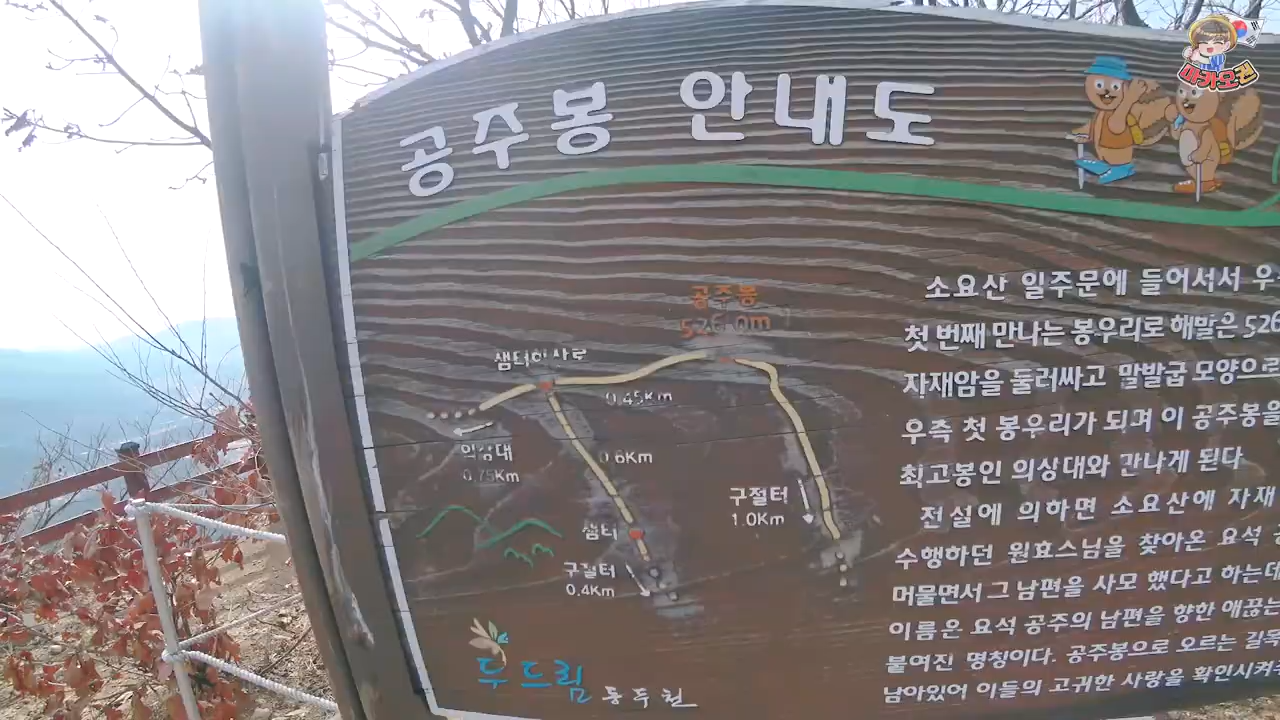 마카오건
공주봉 안내도
공주봉
526.0m
샘터하사로
0.45Km
의상대
0.75Km
0.6Km
샘터
구절터
0.4Km
구절터
1.0Km
소요산 일주문에 들어서서 우
첫 번째 만나는 봉우리로 해발은 526
자재암을 둘러싸고 말발굽 모양으로
우측 첫 봉우리가 되며 이 공주봉을
최고봉인 의상대와 만나게 된다
전설에 의하면 소요산에 자재
수행하던 원효스님을 찾아온 요석 공
머물면서 그 남편을 사모 했다고 하는데
이름은 요석 공주의 남편을 향한 애끓는
붙여진 명칭이다. 공주봉으로 오르는 길목
남아있어 이들의 고귀한 사랑을 확인시켜
두드림 동두천